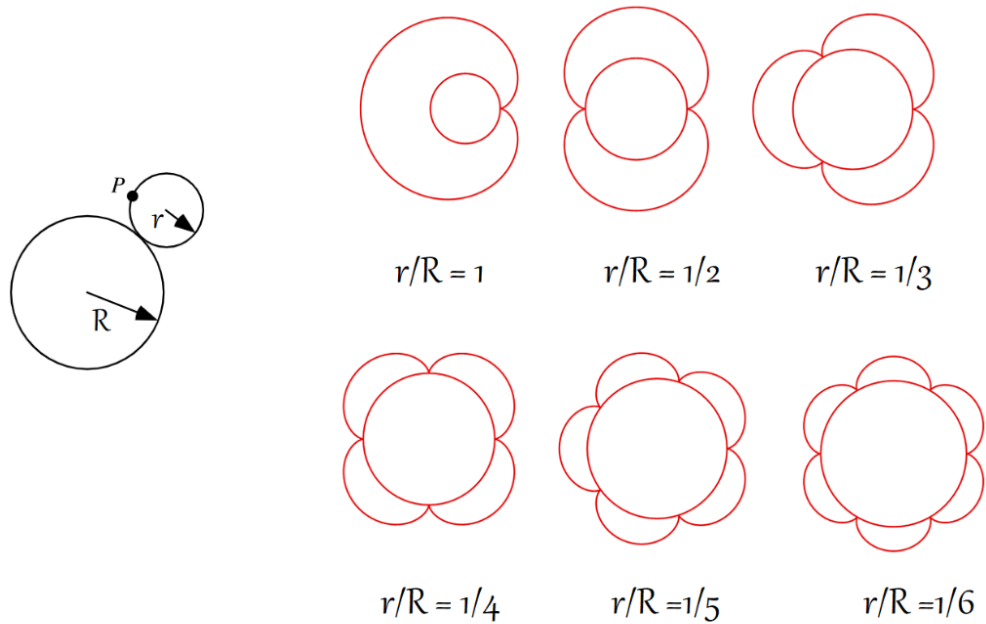 P
r
R
r/R = 1
r/R = 1/2
r/R = 1/3
r/R = 1/4
r/R =1/5
r/R =1/6